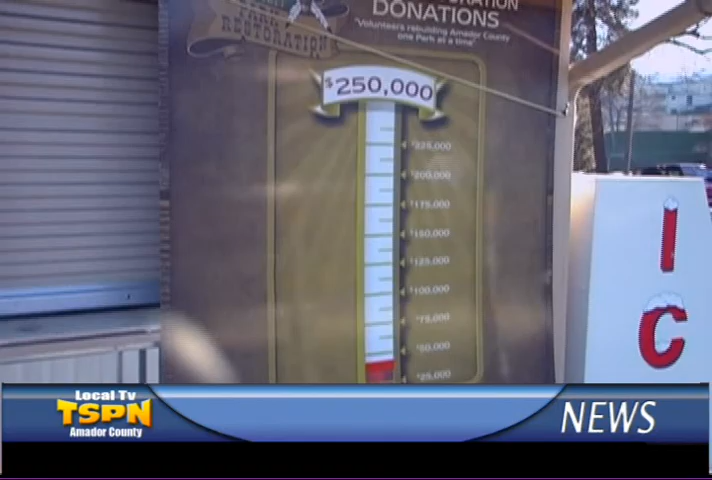 DONATIONS
"Volunteers rebuilding Amador County
one Park at a time"
RESTORATION
$250,000
$225,000
$200,000
$175,000
$150,000
$125,000
$100,000
$75,000
$50,000
$25,000
I
C
Local Tv
TSPN
Amador County
NEWS